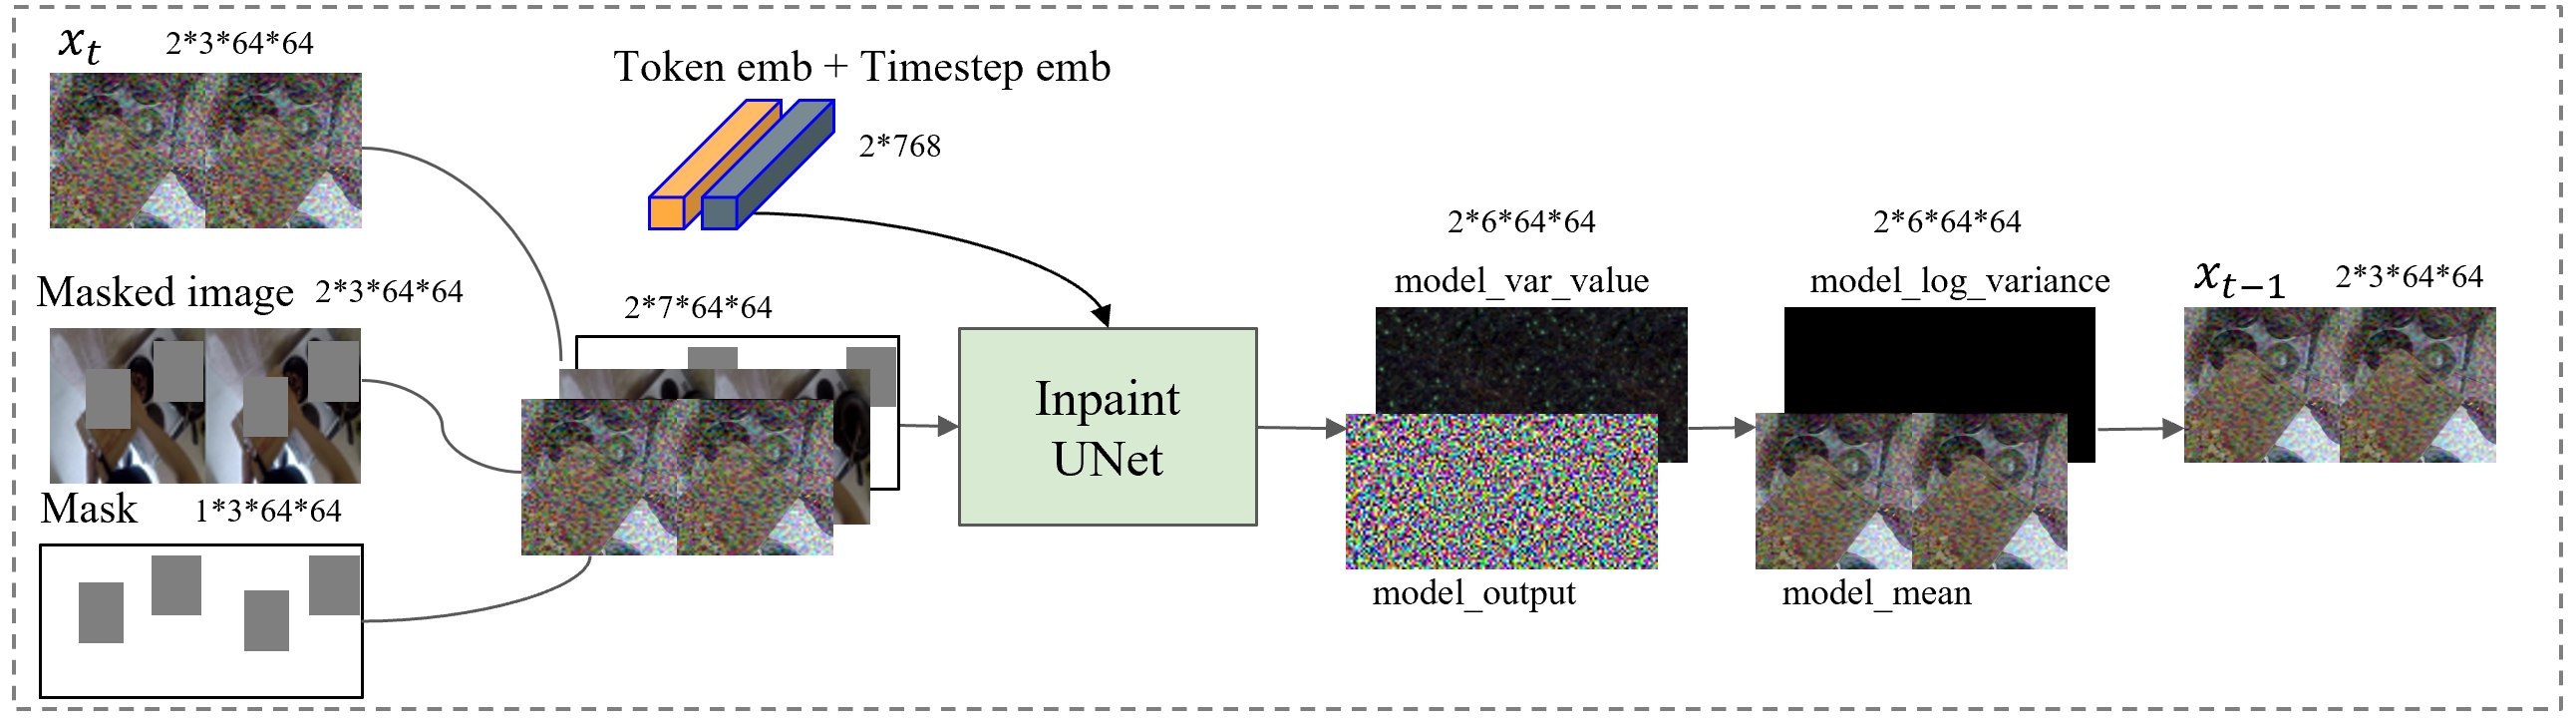 x_t 2*3*64*64
Token emb + Timestep emb
2*768
Masked image 2*3*64*64
2*7*64*64
Mask 1*3*64*64
Inpaint
UNet
2*6*64*64
model_var_value
model_output
2*6*64*64
model_log_variance
model_mean
x_{t−1} 2*3*64*64